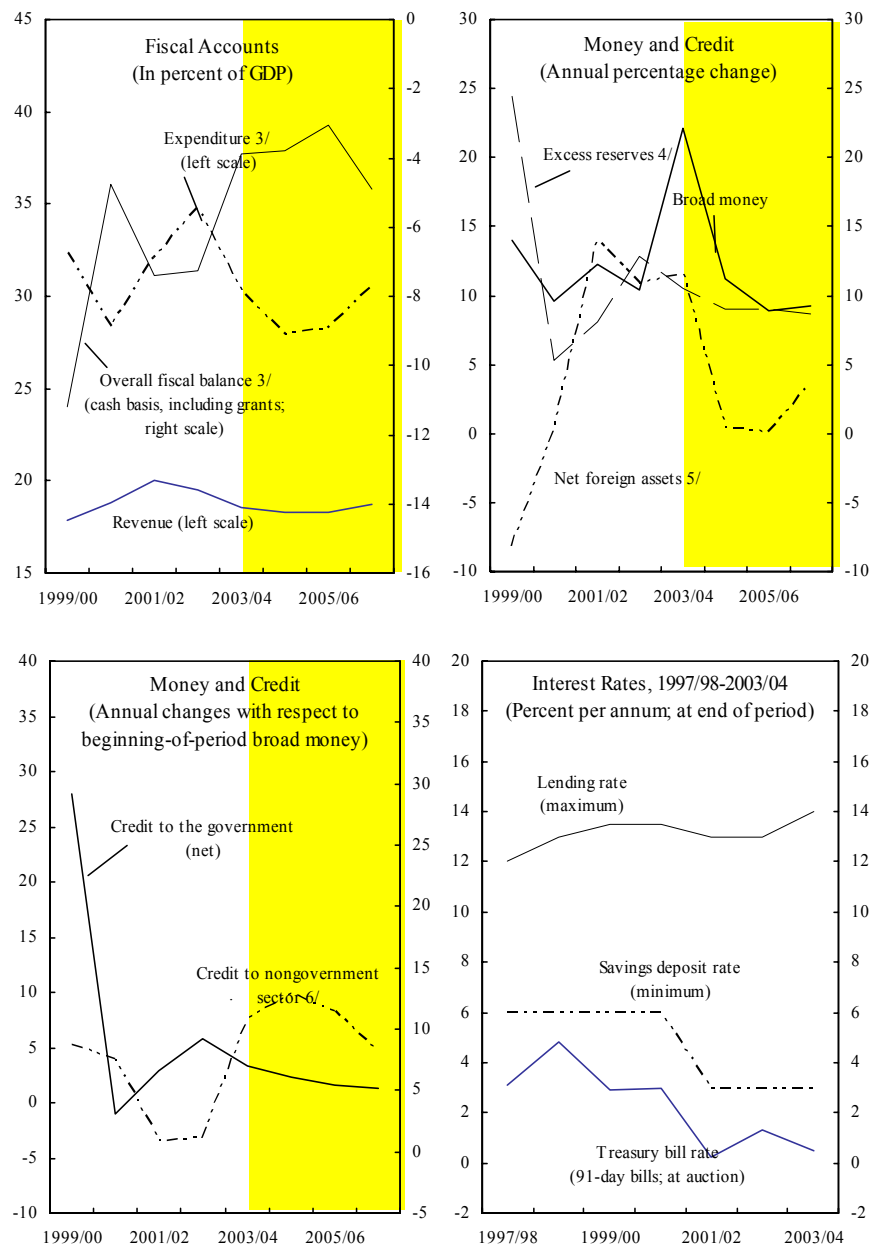 Fiscal Accounts
(In percent of GDP)
45
40
35
30
25
20
15
0
-2
-4
-6
-8
-10
-12
-14
-16
Expenditure 3/
(left scale)
Overall fiscal balance 3/
(cash basis, including grants;
right scale)
Revenue (left scale)
1999/00 2001/02 2003/04 2005/06
Money and Credit
(Annual percentage change)
30
25
20
15
10
5
0
-5
-10
30
25
20
15
10
5
0
-5
-10
Excess reserves 4/
Broad money
Net foreign assets 5/
1999/00 2001/02 2003/04 2005/06
Money and Credit
(Annual changes with respect to
beginning-of-period broad money)
40
35
30
25
20
15
10
5
0
-5
-10
40
35
30
25
20
15
10
5
0
-5
Credit to the government
(net)
Credit to nongovernment
sector 6/
1999/00 2001/02 2003/04 2005/06
Interest Rates, 1997/98-2003/04
(Percent per annum; at end of period)
20
18
16
14
12
10
8
6
4
2
0
-2
20
18
16
14
12
10
8
6
4
2
0
-2
Lending rate
(maximum)
Savings deposit rate
(minimum)
Treasury bill rate
(91-day bills; at auction)
1997/98 1999/00 2001/02 2003/04